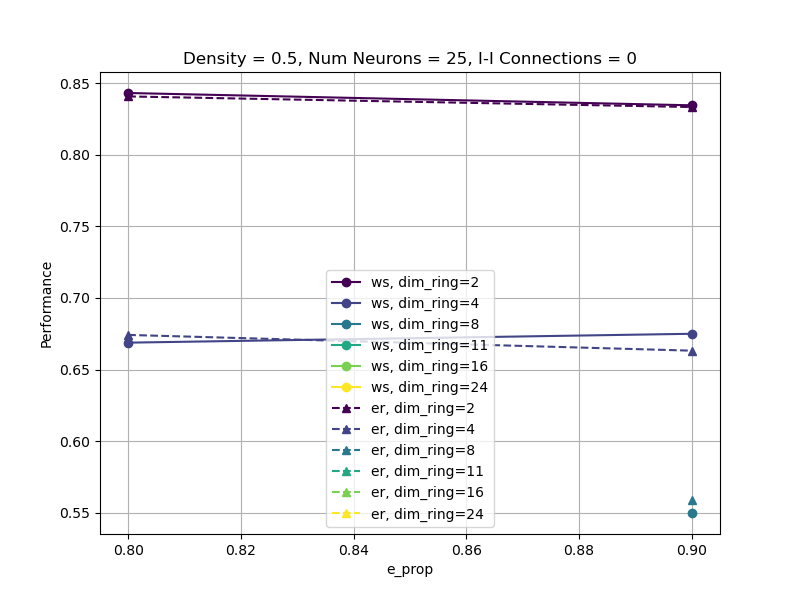 Density = 0.5, Num Neurons = 25, I-I Connections = 0
Performance
0.85
0.80
0.75
0.70
0.65
0.60
0.55
ws, dim_ring=2
ws, dim_ring=4
ws, dim_ring=8
ws, dim_ring=11
ws, dim_ring=16
ws, dim_ring=24
er, dim_ring=2
er, dim_ring=4
er, dim_ring=8
er, dim_ring=11
er, dim_ring=16
er, dim_ring=24
0.80 0.82 0.84 0.86 0.88 0.90
e_prop